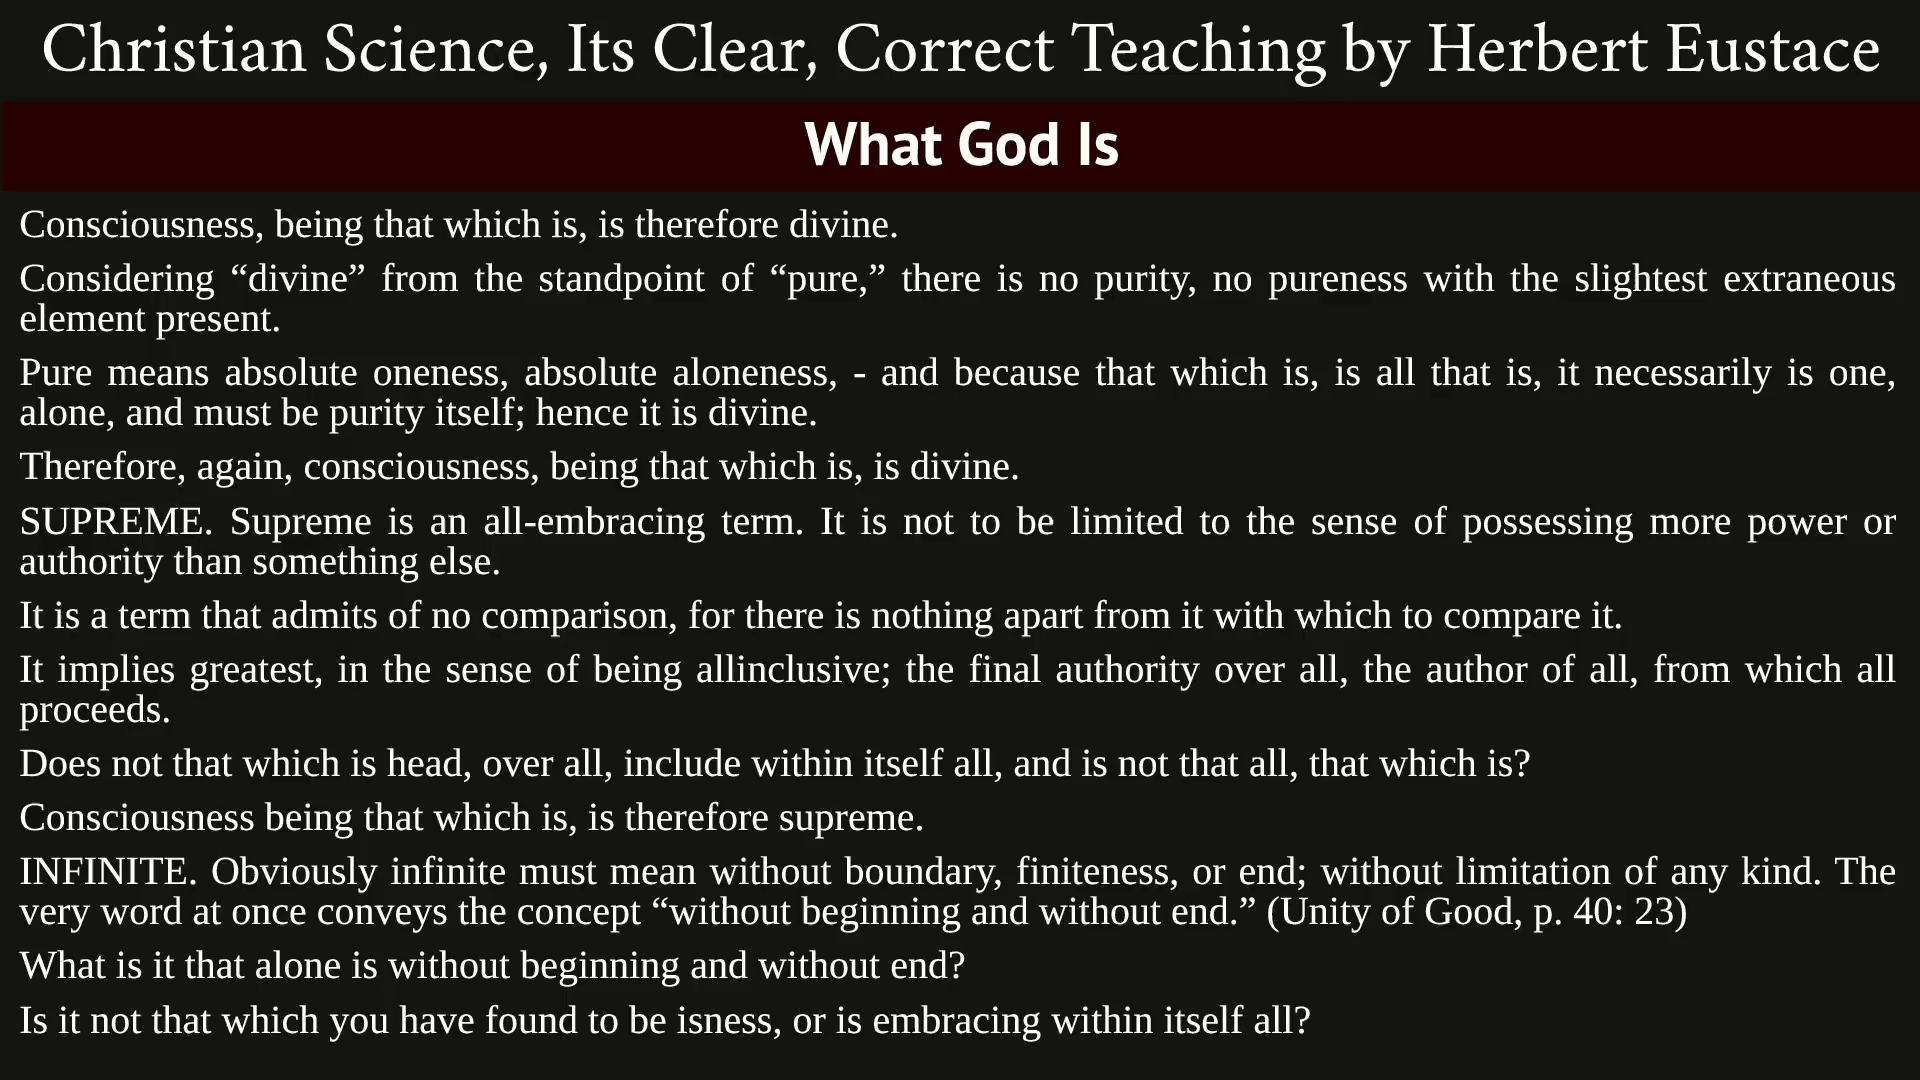 Christian Science, Its Clear, Correct Teaching by Herbert Eustace
What God Is
Consciousness, being that which is, is therefore divine.
Considering “divine” from the standpoint of “pure,” there is no purity, no pureness with the slightest extraneous
element present.
Pure means absolute oneness, absolute aloneness, - and because that which is, is all that is, it necessarily is one,
alone, and must be purity itself; hence it is divine.
Therefore, again, consciousness, being that which is, is divine.
SUPREME. Supreme is an all-embracing term. It is not to be limited to the sense of possessing more power or
authority than something else.
It is a term that admits of no comparison, for there is nothing apart from it with which to compare it.
It implies greatest, in the sense of being allinclusive; the final authority over all, the author of all, from which all
proceeds.
Does not that which is head, over all, include within itself all, and is not that all, that which is?
Consciousness being that which is, is therefore supreme.
INFINITE. Obviously infinite must mean without boundary, finiteness, or end; without limitation of any kind. The
very word at once conveys the concept “without beginning and without end.” (Unity of Good, p. 40: 23)
What is it that alone is without beginning and without end?
Is it not that which you have found to be isness, or is embracing within itself all?